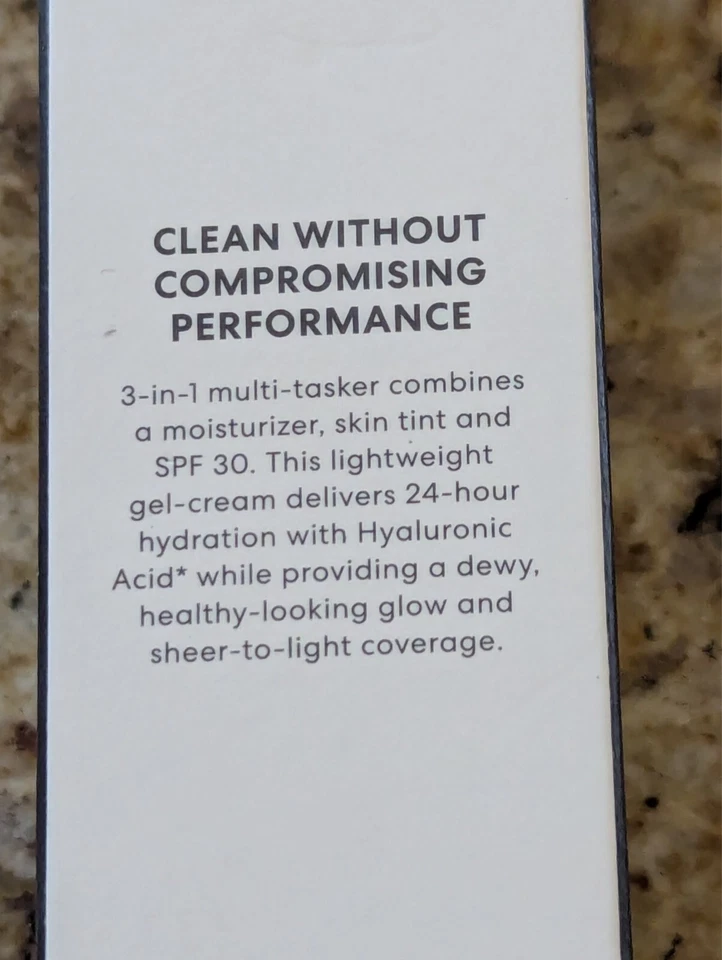 CLEAN WITHOUT
COMPROMISING
PERFORMANCE
3-in-1 multi-tasker combines
a moisturizer, skin tint and
SPF 30. This lightweight
gel-cream delivers 24-hour
hydration with Hyaluronic
Acid* while providing a dewy,
healthy-looking glow and
sheer-to-light coverage.